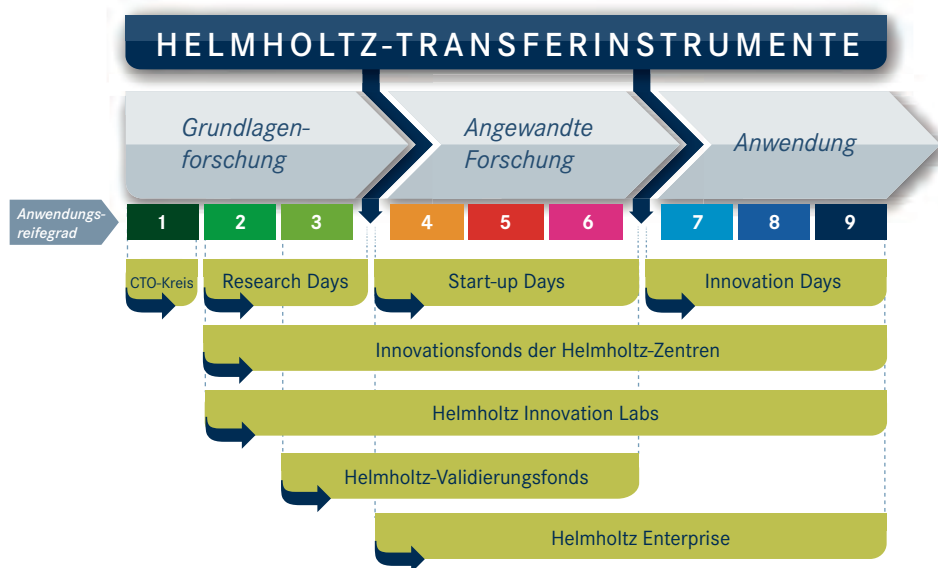 HELMHOLTZ-TRANSFERINSTRUMENTE
Grundlagen-
forschung
Angewandte
Forschung
Anwendung
Anwendungs-
reifegrad
1 2 3 4 5 6 7 8 9
CTO-Kreis Research Days Start-up Days Innovation Days
Innovationsfonds der Helmholtz-Zentren
Helmholtz Innovation Labs
Helmholtz-Validierungsfonds
Helmholtz Enterprise